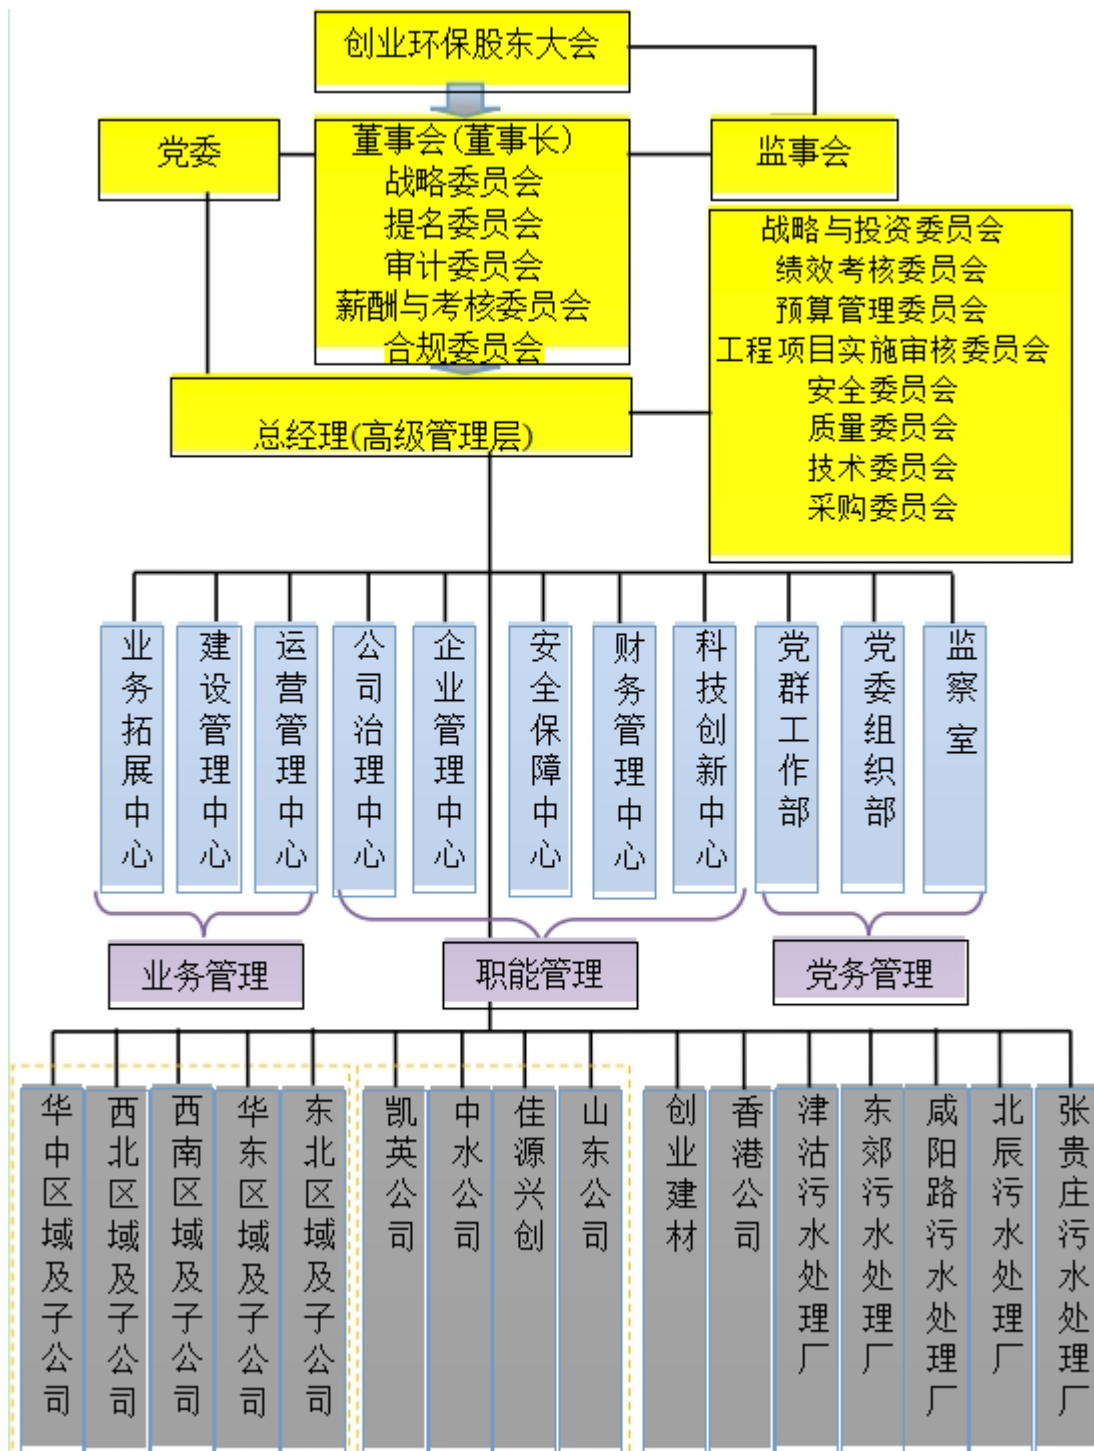 创业环保股东大会
党委
董事会(董事长)
战略委员会
提名委员会
审计委员会
薪酬与考核委员会
合规委员会
监事会
战略与投资委员会
绩效考核委员会
预算管理委员会
工程项目实施审核委员会
安全委员会
质量委员会
技术委员会
采购委员会
总经理(高级管理层)
业务拓展中心
建设管理中心
运营管理中心
公司治理中心
企业管理中心
安全保障中心
财务管理中心
科技创新中心
党群工作部
党委组织部
监察室
业务管理
职能管理
党务管理
华中区域及子公司
西北区域及子公司
西南区域及子公司
华东区域及子公司
东北区域及子公司
凯英公司
中水公司
佳源兴创
山东公司
创业建材
香港公司
津沽污水处理厂
东郊污水处理厂
咸阳路污水处理厂
北辰污水处理厂
张贵庄污水处理厂